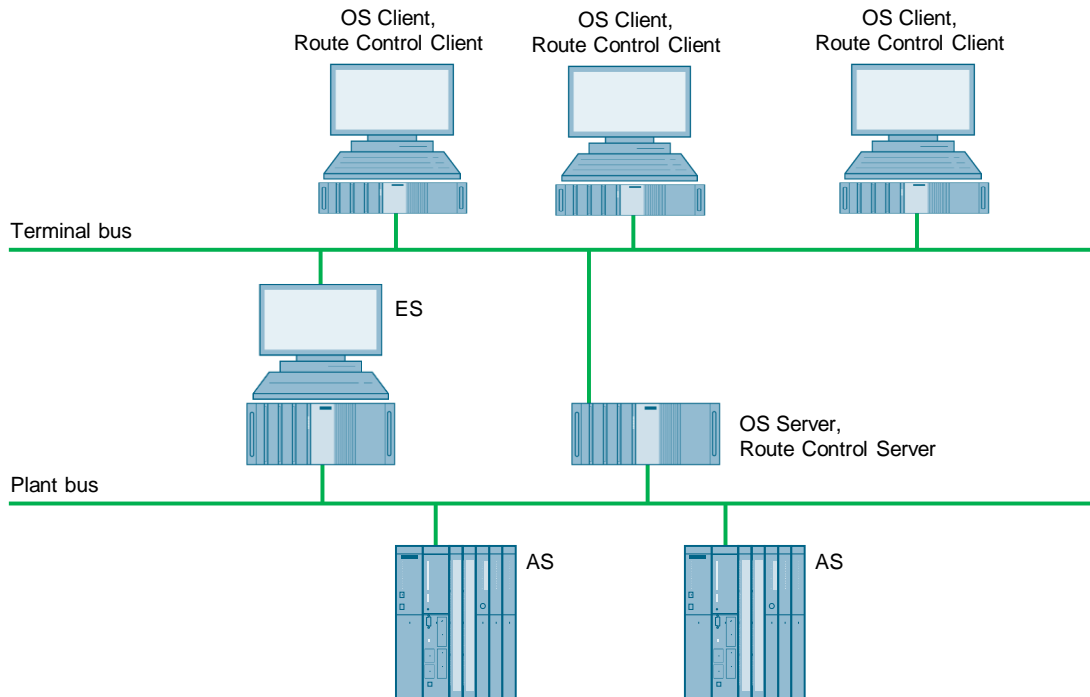 OS Client,
Route Control Client
OS Client,
Route Control Client
OS Client,
Route Control Client
Terminal bus
ES
OS Server,
Route Control Server
Plant bus
AS
AS